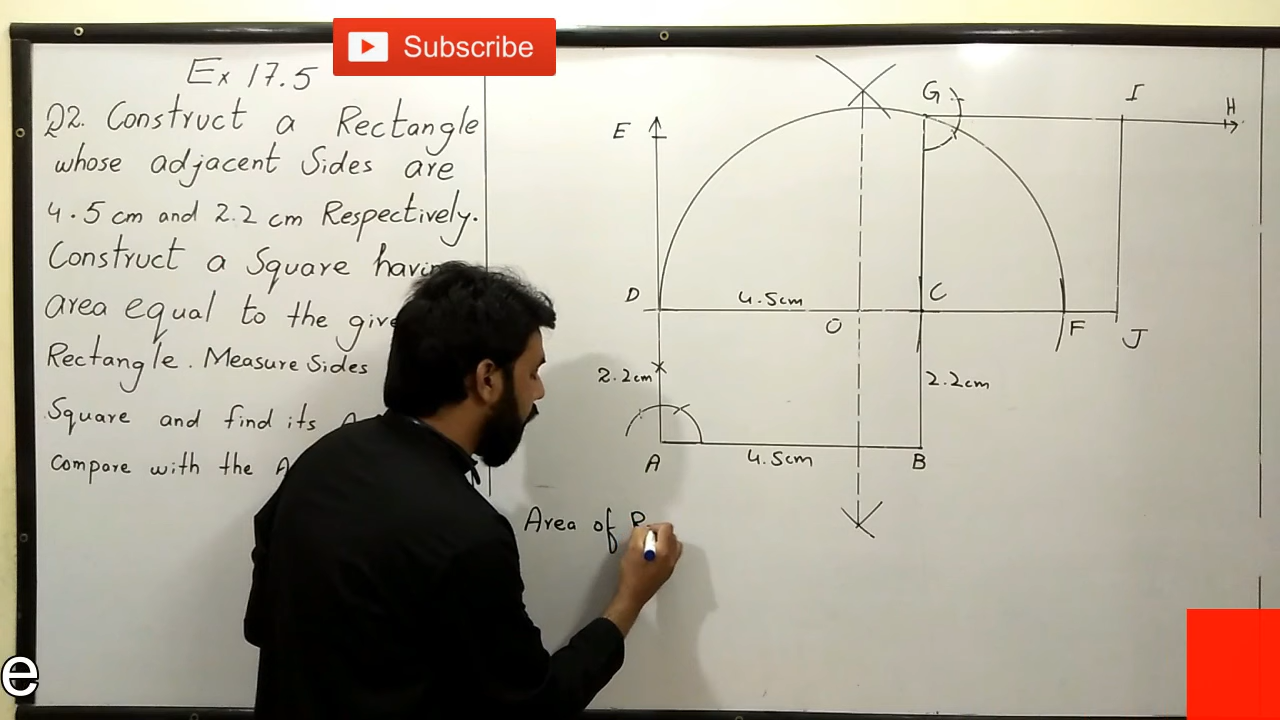 Subscribe
Ex 17.5
Q2. Construct a Rectangle
whose adjacent Sides are
4.5 cm and 2.2 cm Respectively.
Construct a Square
area equal to the
Rectangle. Measure Sides
Square and find its
Compare with the
E
G
I
H
D
4.5cm
C
O
F
J
2.2cm
2.2cm
A
4.5cm
B
Area of
e